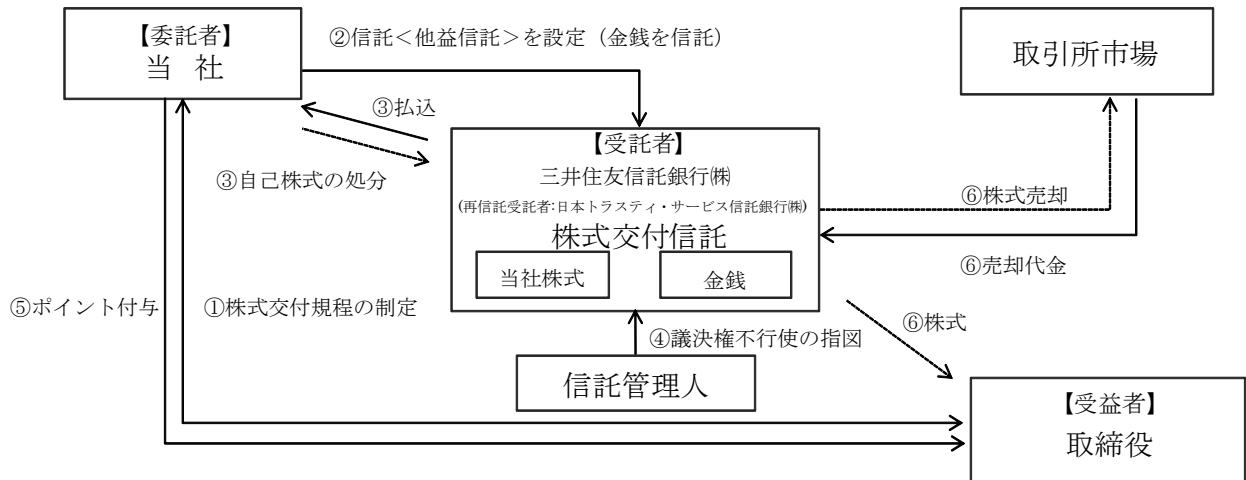 【委託者】
当 社
②信託＜他益信託＞を設定（金銭を信託）
取引所市場
③払込
③自己株式の処分
【受託者】
三井住友信託銀行㈱
(再信託受託者:日本トラスティ・サービス信託銀行㈱)
株式交付信託
当社株式
金銭
⑥株式売却
⑥売却代金
⑤ポイント付与
①株式交付規程の制定
④議決権不行使の指図
⑥株式
信託管理人
【受益者】
取締役